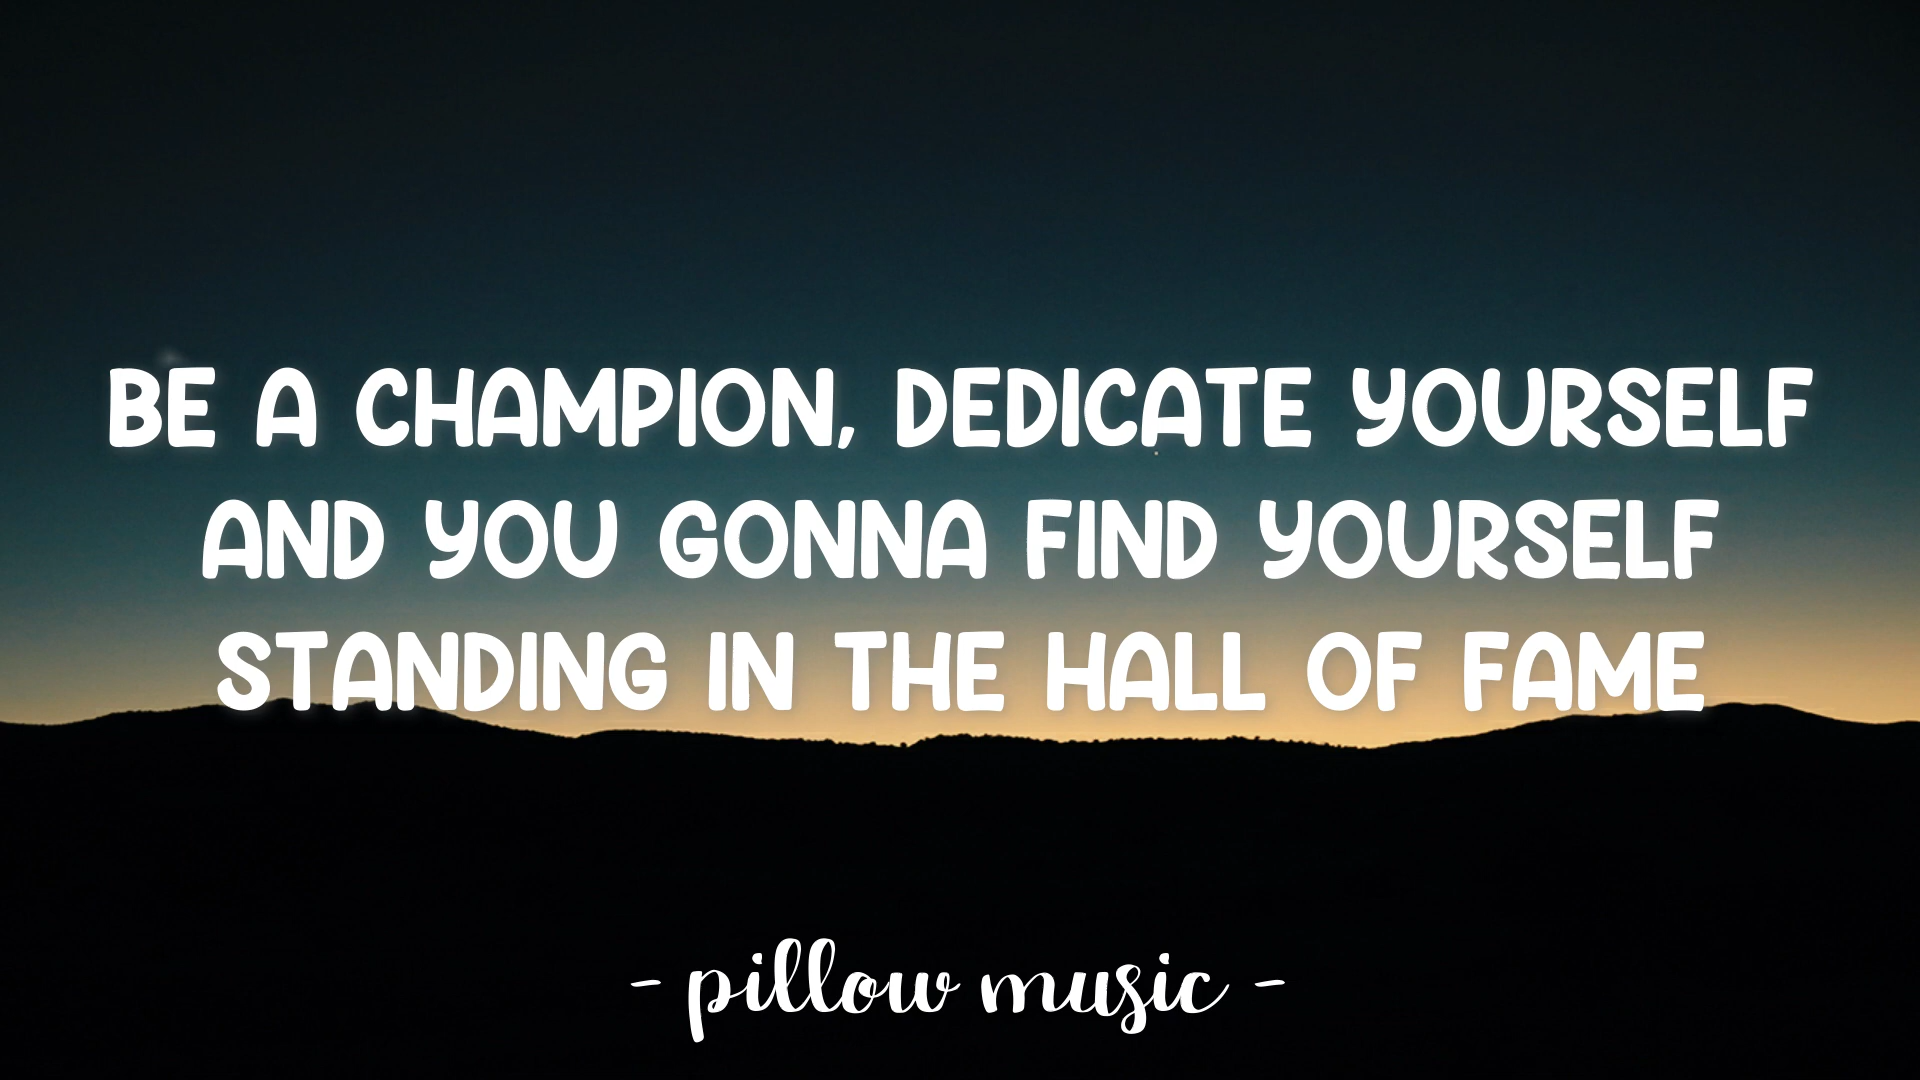 BE A CHAMPION, DEDICATE YOURSELF
AND YOU GONNA FIND YOURSELF
STANDING IN THE HALL OF FAME
- pillow music -